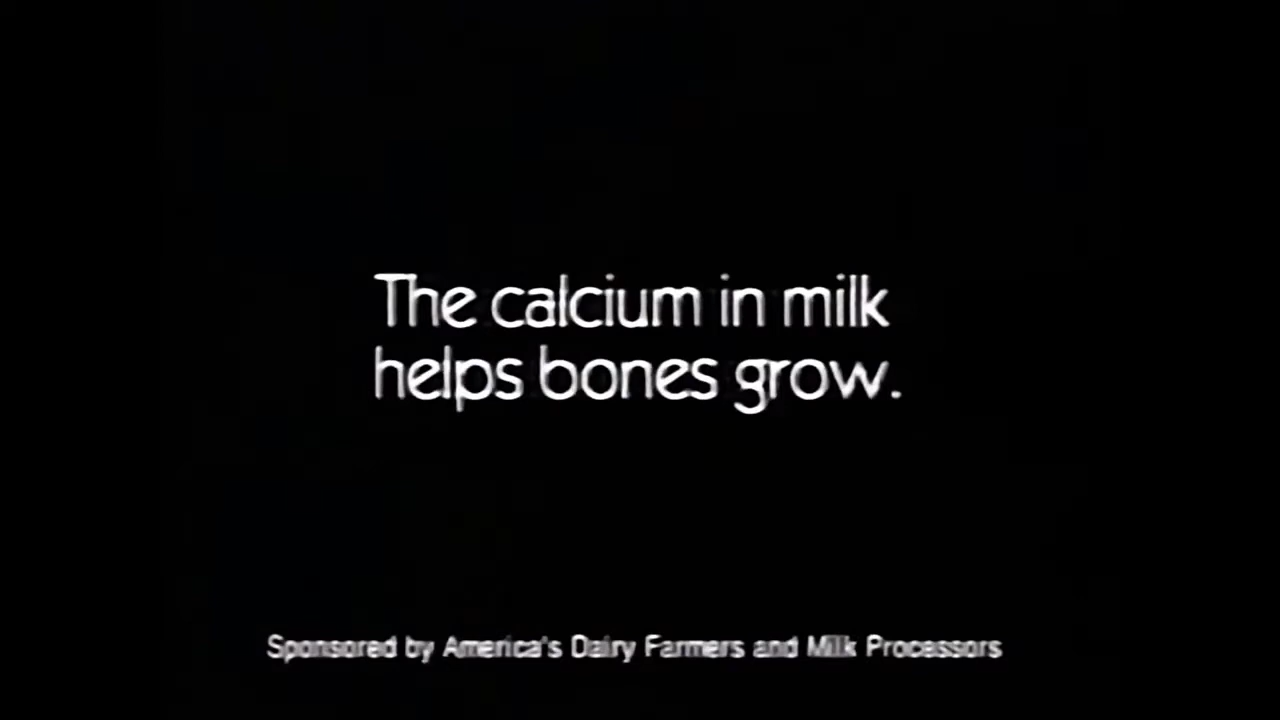 The calcium in milk
helps bones grow.
Sponsored by America's Dairy Farmers and Milk Processors